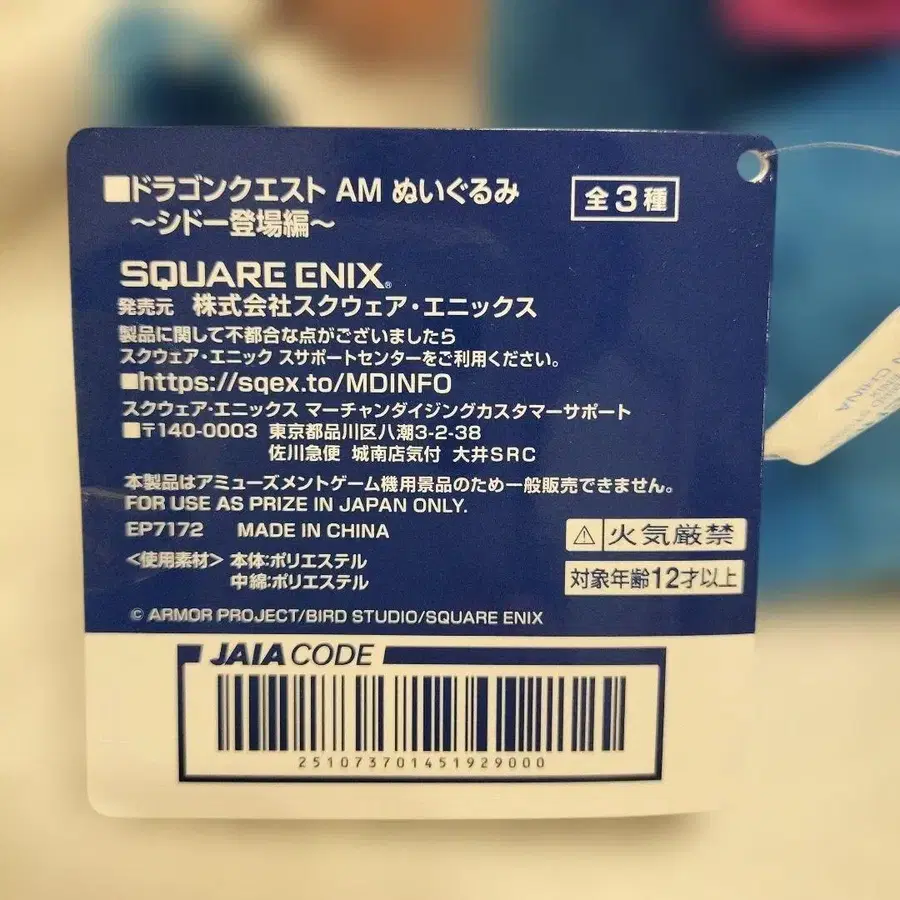 ■ドラゴンクエスト AM ぬいぐるみ
～シドー登場編～
全3種
SQUARE ENIX®
発売元 株式会社スクウェア・エニックス
製品に関して不都合な点がございましたら
スクウェア・エニック スサポートセンターをご利用ください。
■https://sqex.to/MDINFO
スクウェア・エニックス マーチャンダイジングカスタマーサポート
■〒140-0003 東京都品川区八潮3-2-38
佐川急便 城南店気付 大井SRC
本製品はアミューズメントゲーム機用景品のため一般販売できません。
FOR USE AS PRIZE IN JAPAN ONLY.
EP7172 MADE IN CHINA
⚠火気厳禁
<使用素材> 本体:ポリエステル
中綿:ポリエステル
対象年齢12才以上
© ARMOR PROJECT/BIRD STUDIO/SQUARE ENIX
JAIA CODE
251073701451929000
CHINA